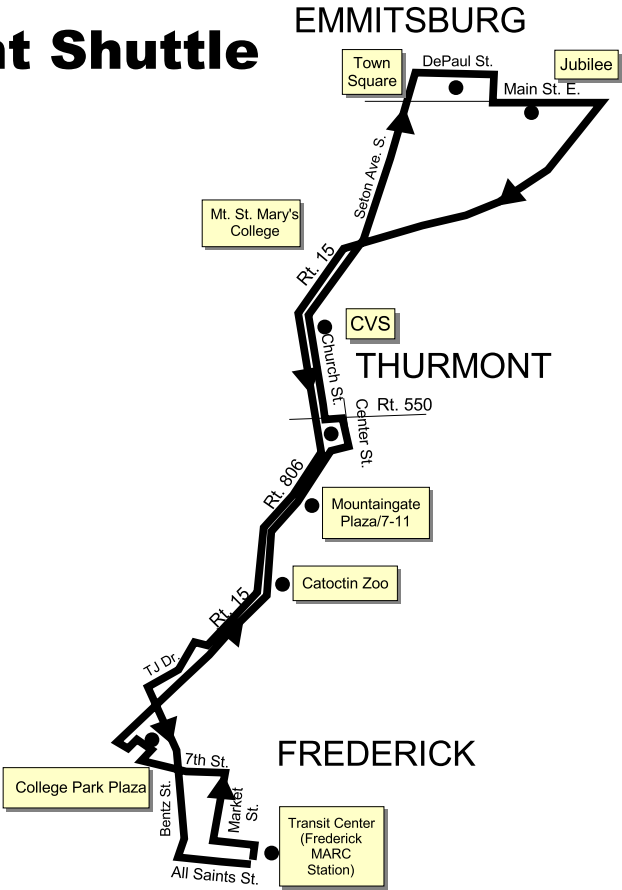 EMMITSBURG
nt Shuttle
Town
Square
DePaul St.
Jubilee
Main St. E.
Seton Ave. S.
Mt. St. Mary's
College
Rt. 15
CVS
Church St.
THURMONT
Rt. 550
Center St.
Rt. 806
Mountaingate
Plaza/7-11
Catoctin Zoo
Rt. 15
TJ Dr.
FREDERICK
7th St.
College Park Plaza
Bentz St.
Market
St.
Transit Center
(Frederick
MARC
Station)
All Saints St.